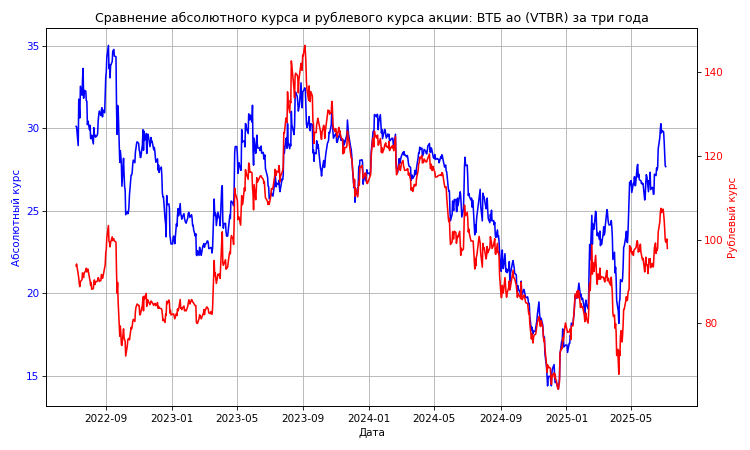 Сравнение абсолютного курса и рублевого курса акции: ВТБ ао (VTBR) за три года
35
30
25
20
15
Абсолютный курс
140
120
100
80
Рублевый курс
2022-09 2023-01 2023-05 2023-09 2024-01 2024-05 2024-09 2025-01 2025-05
Дата